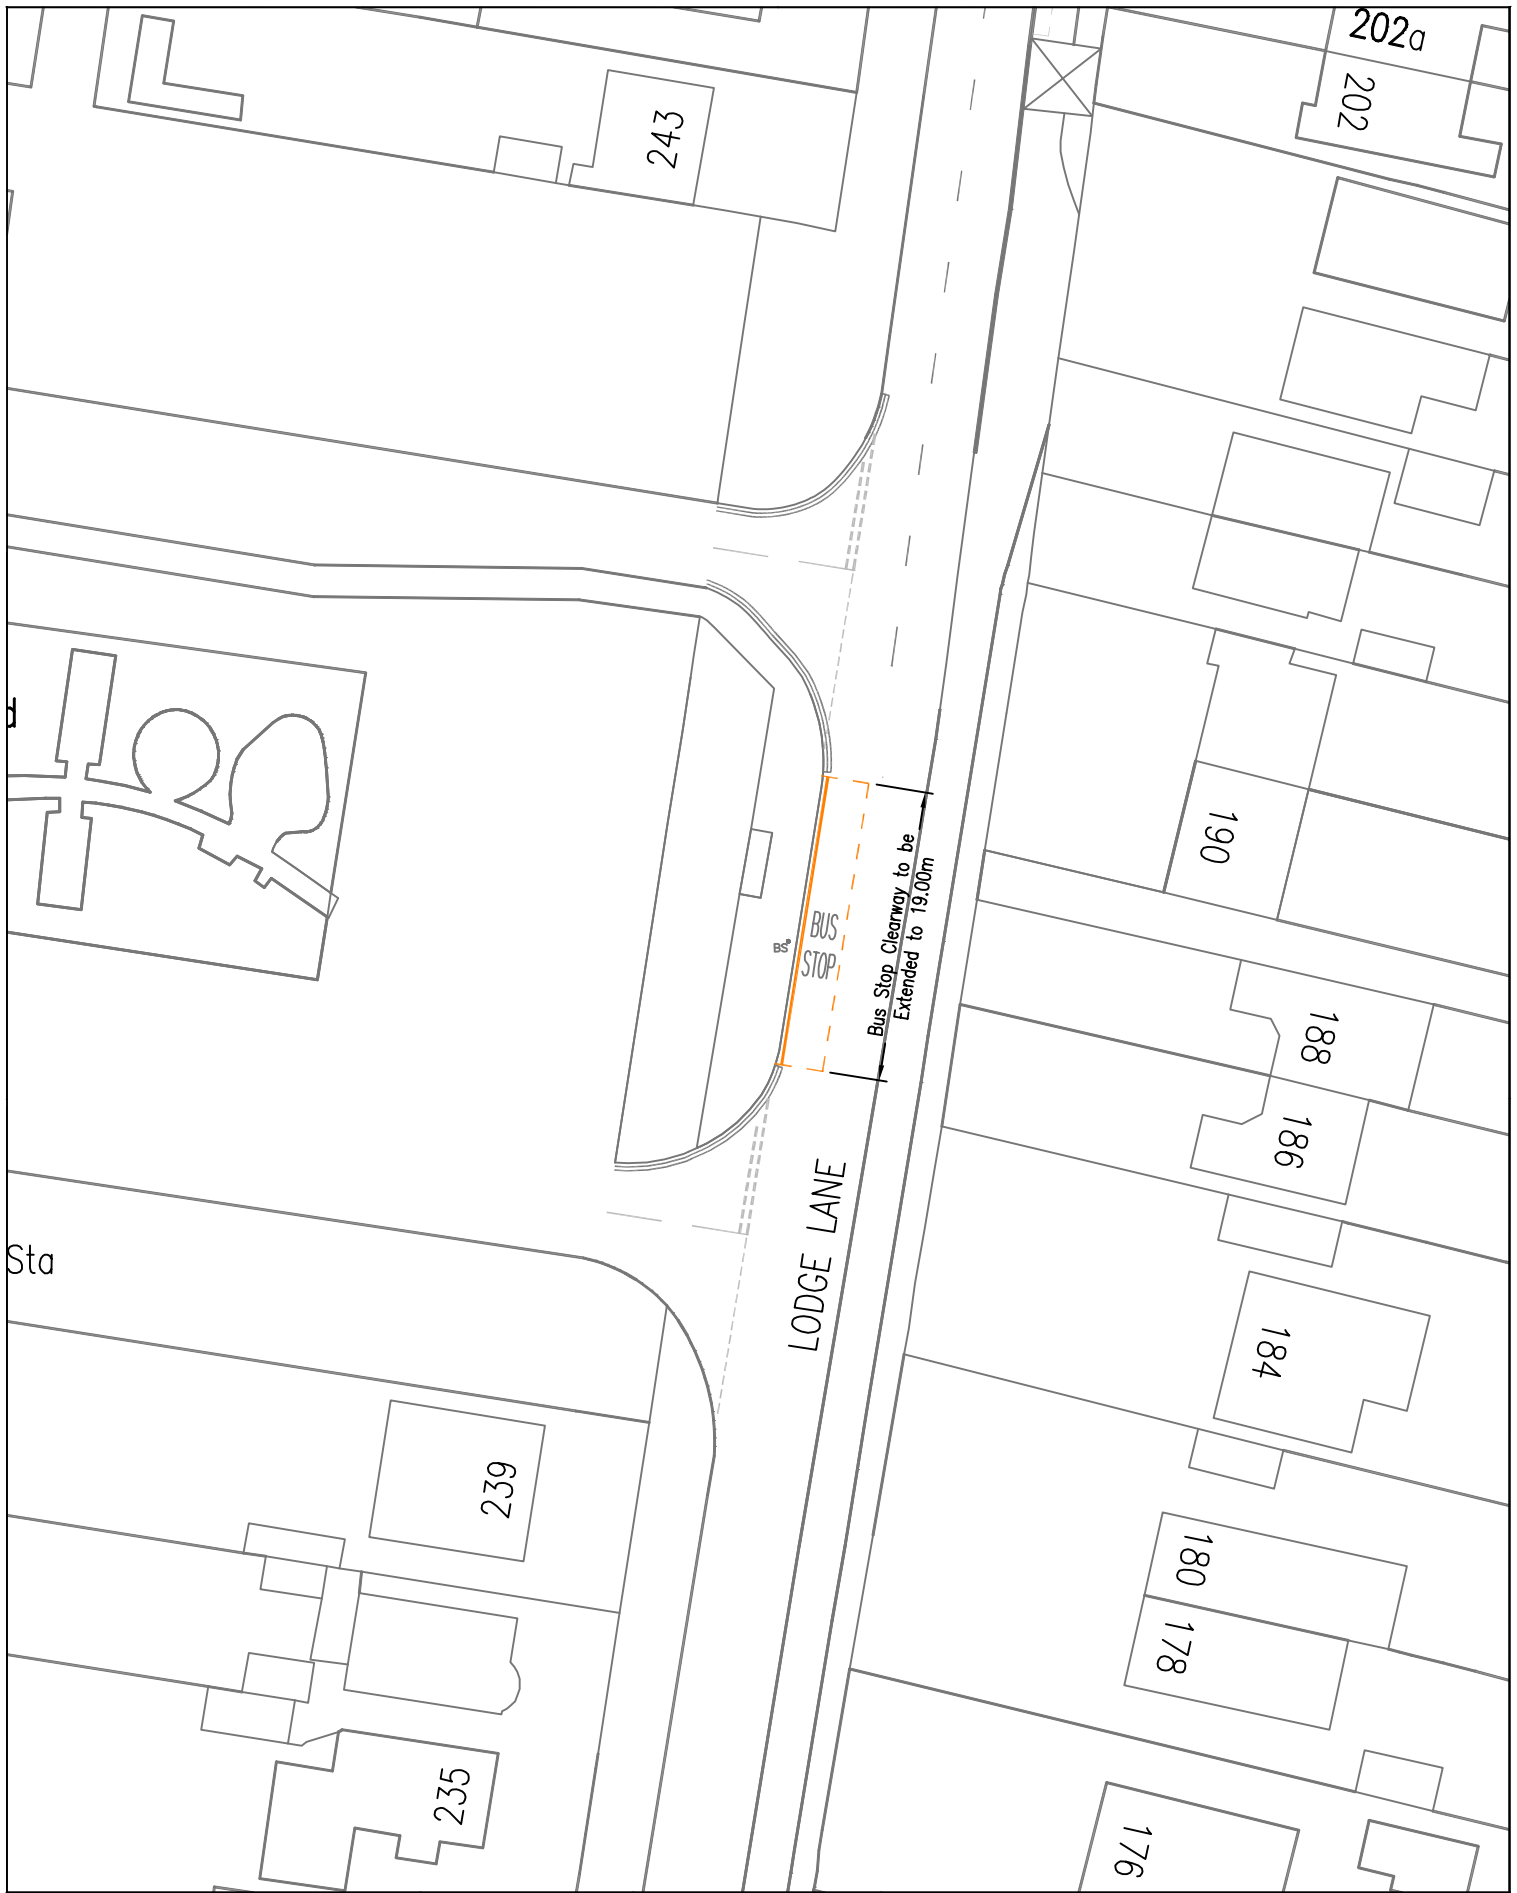 202a
202
243
d
190
Bus Stop Clearway to be
Extended to 19.00m
BUS
STOP
BS
188
186
LODGE LANE
Sta
184
239
180
178
235
176